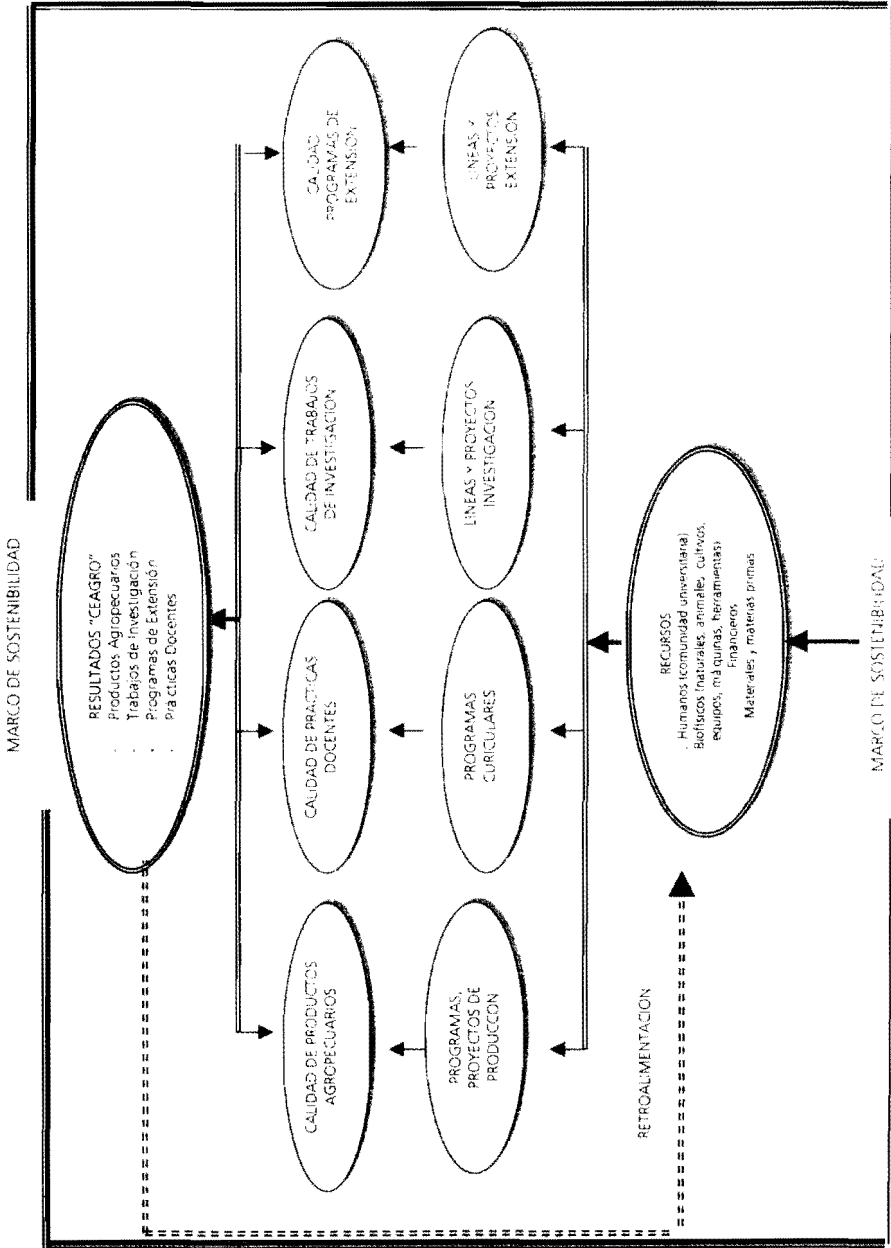 MARCO DE SOSTENIBILIDAD
RESULTADOS "CEAGRO"
· Productos Agropecuarios
· Trabajos de Investigación
· Programas de Extensión
· Prácticas Docentes
CALIDAD DE PRODUCTOS
AGROPECUARIOS
CALIDAD DE PRACTICAS
DOCENTES
CALIDAD DE TRABAJOS
DE INVESTIGACION
CALIDAD
PROGRAMAS DE
EXTENSION
PROGRAMAS,
PROYECTOS DE
PRODUCCON
PROGRAMAS
CURICULARES
LINEAS Y PROYECTOS
INVESTIGACION
LINEAS Y
PROYECTOS
EXTENSION
RETROALIMENTACION
RECURSOS
· Humanos (comunidad universitaria)
Biofísicos (naturales, animales, cultivos,
equipos, máquinas, herramientas)
Financieros
Materiales y materias primas
MARCO DE SOSTENIBILIDAD